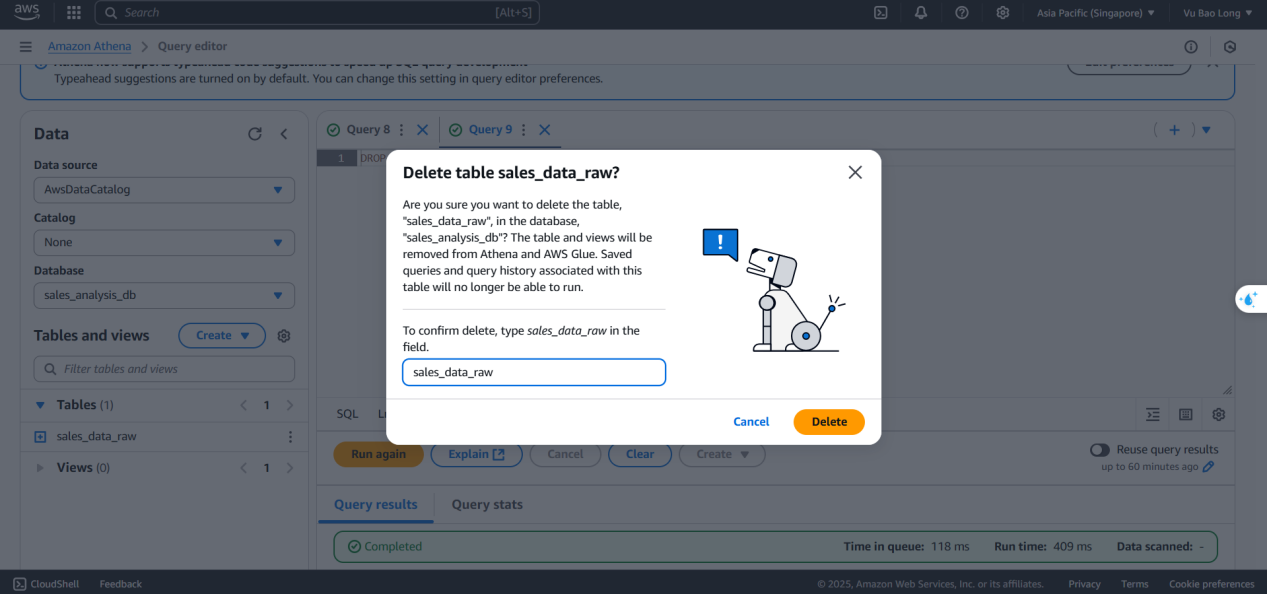 aws
Search [Alt+S]
Asia Pacific (Singapore) ▼ Vu Bao Long ▼
Amazon Athena > Query editor
Typeahead suggestions are turned on by default. You can change this setting in query editor preferences.
Data
Data source
AwsDataCatalog
Catalog
None
Database
sales_analysis_db
Tables and views Create ▼
Filter tables and views
Tables (1) < 1 >
sales_data_raw
Views (0) < 1 >
Query 8
Query 9
1 DROP
Delete table sales_data_raw?
Are you sure you want to delete the table,
"sales_data_raw", in the database,
"sales_analysis_db"? The table and views will be
removed from Athena and AWS Glue. Saved
queries and query history associated with this
table will no longer be able to run.
!
To confirm delete, type sales_data_raw in the
field.
sales_data_raw
Cancel Delete
SQL
Run again Explain Cancel Clear Create ▼
Reuse query results
up to 60 minutes ago
Query results Query stats
Completed Time in queue: 118 ms Run time: 409 ms Data scanned: -
CloudShell Feedback © 2025, Amazon Web Services, Inc. or its affiliates. Privacy Terms Cookie preferences